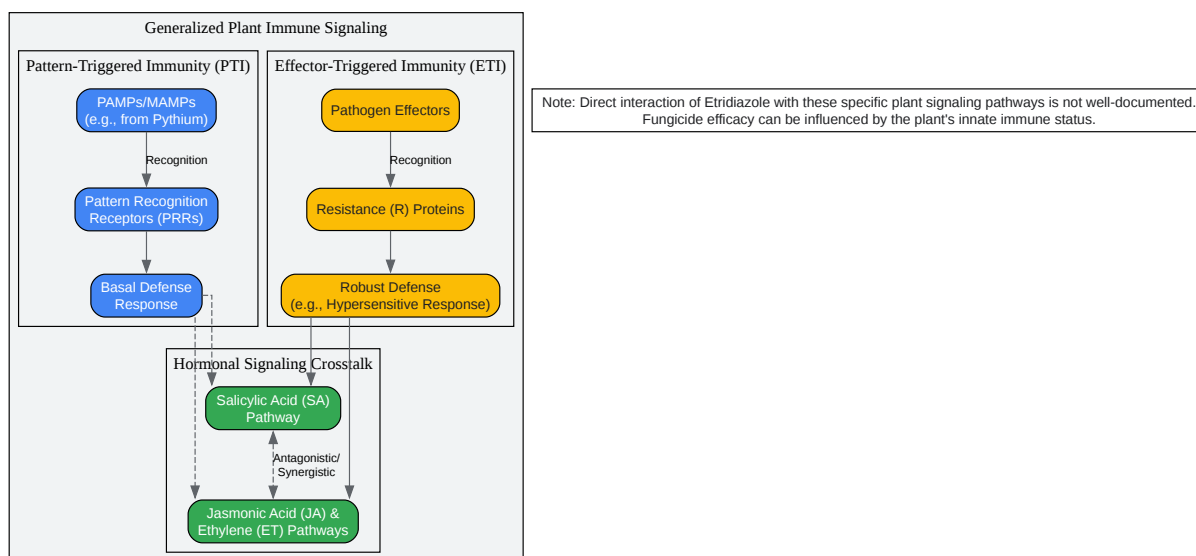 Generalized Plant Immune Signaling
Pattern-Triggered Immunity (PTI)
PAMPs/MAMPs
(e.g., from Pythium)
Recognition
Pattern Recognition
Receptors (PRRs)
Basal Defense
Response
Effector-Triggered Immunity (ETI)
Pathogen Effectors
Recognition
Resistance (R) Proteins
Robust Defense
(e.g., Hypersensitive Response)
Hormonal Signaling Crosstalk
Salicylic Acid (SA)
Pathway
Antagonistic/
Synergistic
Jasmonic Acid (JA) &
Ethylene (ET) Pathways
Note: Direct interaction of Etridiazole with these specific plant signaling pathways is not well-documented.
Fungicide efficacy can be influenced by the plant's innate immune status.